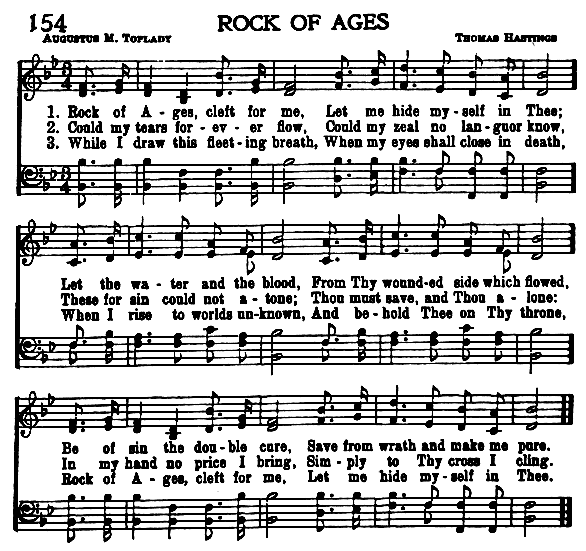 154 ROCK OF AGES
AUGUSTUS M. TOPLADY THOMAS HASTINGS
1. Rock of A - ges, cleft for me, Let me hide my - self in Thee;
2. Could my tears for - ev - er flow, Could my zeal no lan - guor know,
3. While I draw this fleet - ing breath, When my eyes shall close in death,
Let the wa - ter and the blood, From Thy wound - ed side which flowed,
These for sin could not a - tone; Thou must save, and Thou a - lone:
When I rise to worlds un - known, And be - hold Thee on Thy throne,
Be of sin the dou - ble cure, Save from wrath and make me pure.
In my hand no price I bring, Sim - ply to Thy cross I cling.
Rock of A - ges, cleft for me, Let me hide my - self in Thee.